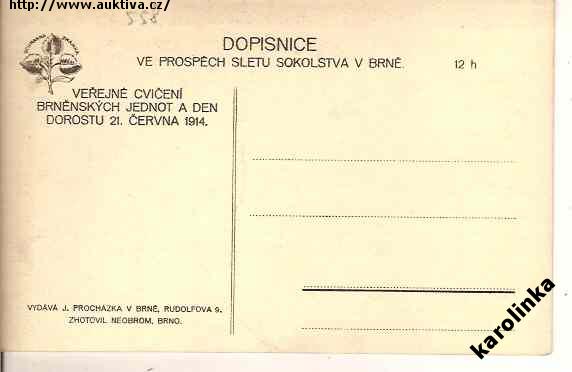 http://www.auktiva.cz/
558
DOPISNICE
VE PROSPĚCH SLETU SOKOLSTVA V BRNĚ.
12 h
VEŘEJNÉ CVIČENÍ
BRNĚNSKÝCH JEDNOT A DEN
DOROSTU 21. ČERVNA 1914.
VYDÁVÁ J. PROCHÁZKA V BRNĚ, RUDOLFOVA 9.
ZHOTOVIL NEOBROM, BRNO.
karolinka